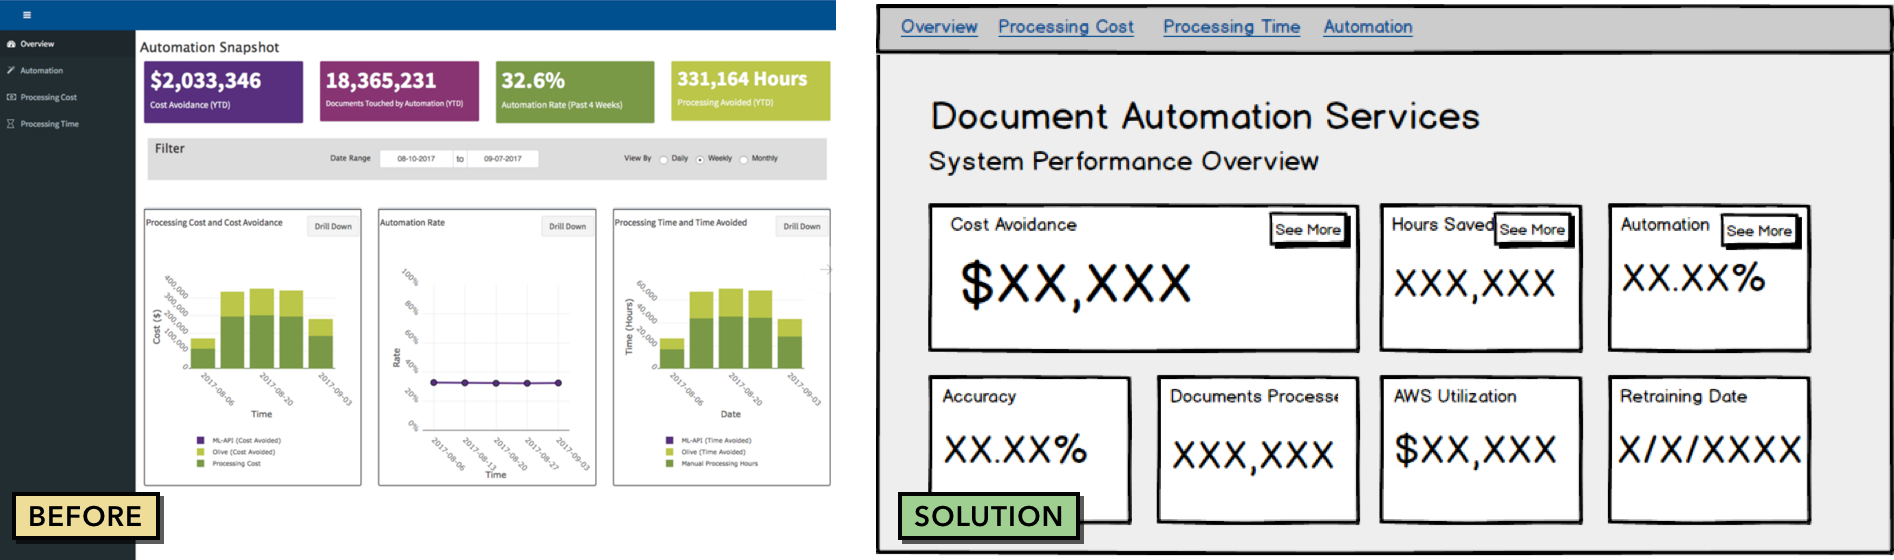 Overview
Automation
Processing Cost
Processing Time
Automation Snapshot
$2,033,346
Cost Avoidance (YTD)
18,365,231
Documents Touched by Automation (YTD)
32.6%
Automation Rate (Past 4 Weeks)
331,164 Hours
Processing Avoided (YTD)
Filter
Date Range
08-10-2017
to
09-07-2017
View By
Daily
Weekly
Monthly
Processing Cost and Cost Avoidance
Drill Down
400,000
300,000
200,000
100,000
0
Cost ($)
2017-08-06
2017-08-20
2017-09-03
Time
ML-API (Cost Avoided)
Olive (Cost Avoided)
Processing Cost
Automation Rate
Drill Down
100%
80%
60%
40%
20%
0%
Rate
2017-08-06
2017-08-13
2017-08-20
2017-08-27
2017-09-03
Time
Processing Time and Time Avoided
Drill Down
60,000
40,000
20,000
0
Time (Hours)
2017-08-06
2017-08-20
2017-09-03
Date
ML-API (Time Avoided)
Olive (Time Avoided)
Manual Processing Hours
BEFORE
Overview
Processing Cost
Processing Time
Automation
Document Automation Services
System Performance Overview
Cost Avoidance
See More
$XX,XXX
Hours Saved
See More
XXX,XXX
Automation
See More
XX.XX%
Accuracy
XX.XX%
Documents Processe
XXX,XXX
AWS Utilization
$XX,XXX
Retraining Date
X/X/XXXX
SOLUTION